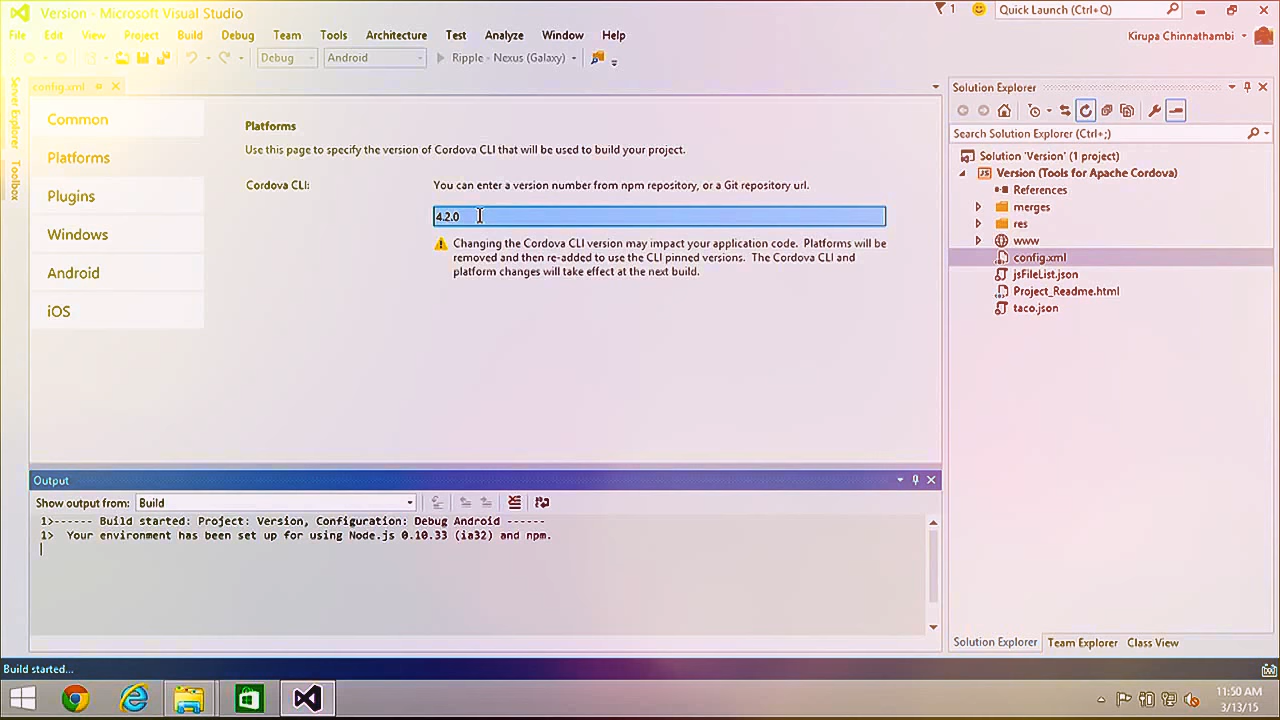 Version - Microsoft Visual Studio
1
Quick Launch (Ctrl+Q)
File Edit View Project Build Debug Team Tools Architecture Test Analyze Window Help
Kirupa Chinnathambi
Debug Android Ripple - Nexus (Galaxy)
Server Explorer
Toolbox
config.xml
Common
Platforms
Plugins
Windows
Android
iOS
Platforms
Use this page to specify the version of Cordova CLI that will be used to build your project.
Cordova CLI:
You can enter a version number from npm repository, or a Git repository url.
4.2.0
Changing the Cordova CLI version may impact your application code. Platforms will be
removed and then re-added to use the CLI pinned versions. The Cordova CLI and
platform changes will take effect at the next build.
Solution Explorer
Search Solution Explorer (Ctrl+;)
Solution 'Version' (1 project)
JS Version (Tools for Apache Cordova)
References
merges
res
www
config.xml
jsFileList.json
Project_Readme.html
taco.json
Solution Explorer Team Explorer Class View
Output
Show output from: Build
1>------ Build started: Project: Version, Configuration: Debug Android ------
1> Your environment has been set up for using Node.js 0.10.33 (ia32) and npm.
Build started...
11:50 AM
3/13/15